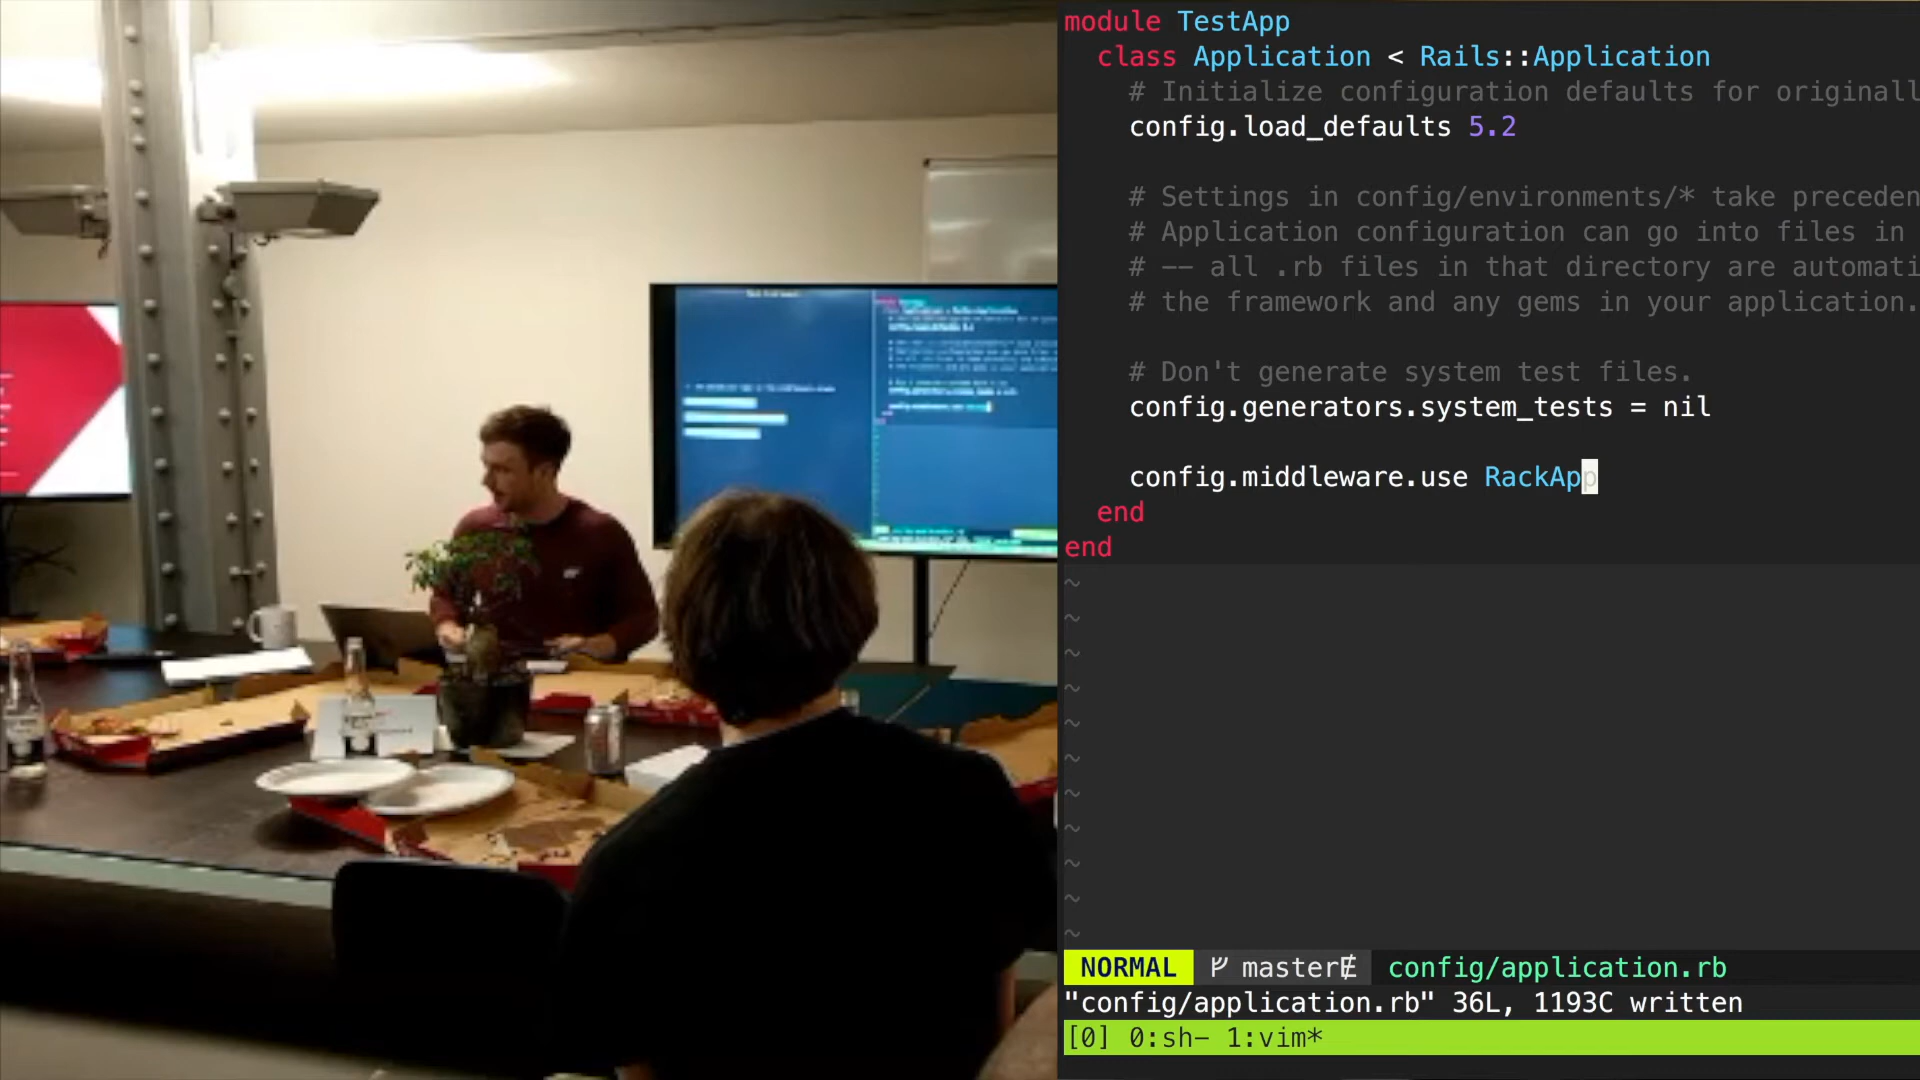 module TestApp
class Application < Rails::Application
# Initialize configuration defaults for originall
config.load_defaults 5.2
# Settings in config/environments/* take preceden
# Application configuration can go into files in
# -- all .rb files in that directory are automati
# the framework and any gems in your application.
# Don't generate system test files.
config.generators.system_tests = nil
config.middleware.use RackApp
end
end
~
~
~
~
~
~
~
~
~
~
~
NORMAL master config/application.rb
"config/application.rb" 36L, 1193C written
[0] 0:sh- 1:vim*